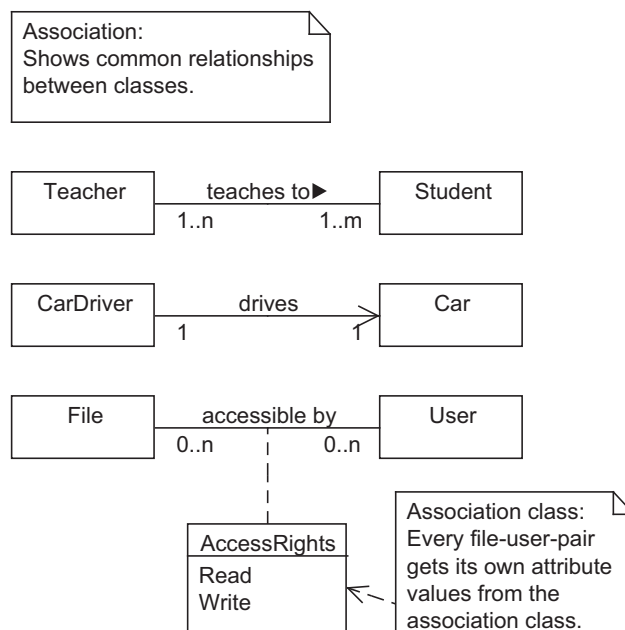 Association:
Shows common relationships
between classes.
Teacher
teaches to▶
Student
1..n
1..m
CarDriver
drives
Car
1
1
File
accessible by
User
0..n
0..n
AccessRights
Read
Write
Association class:
Every file-user-pair
gets its own attribute
values from the
association class.